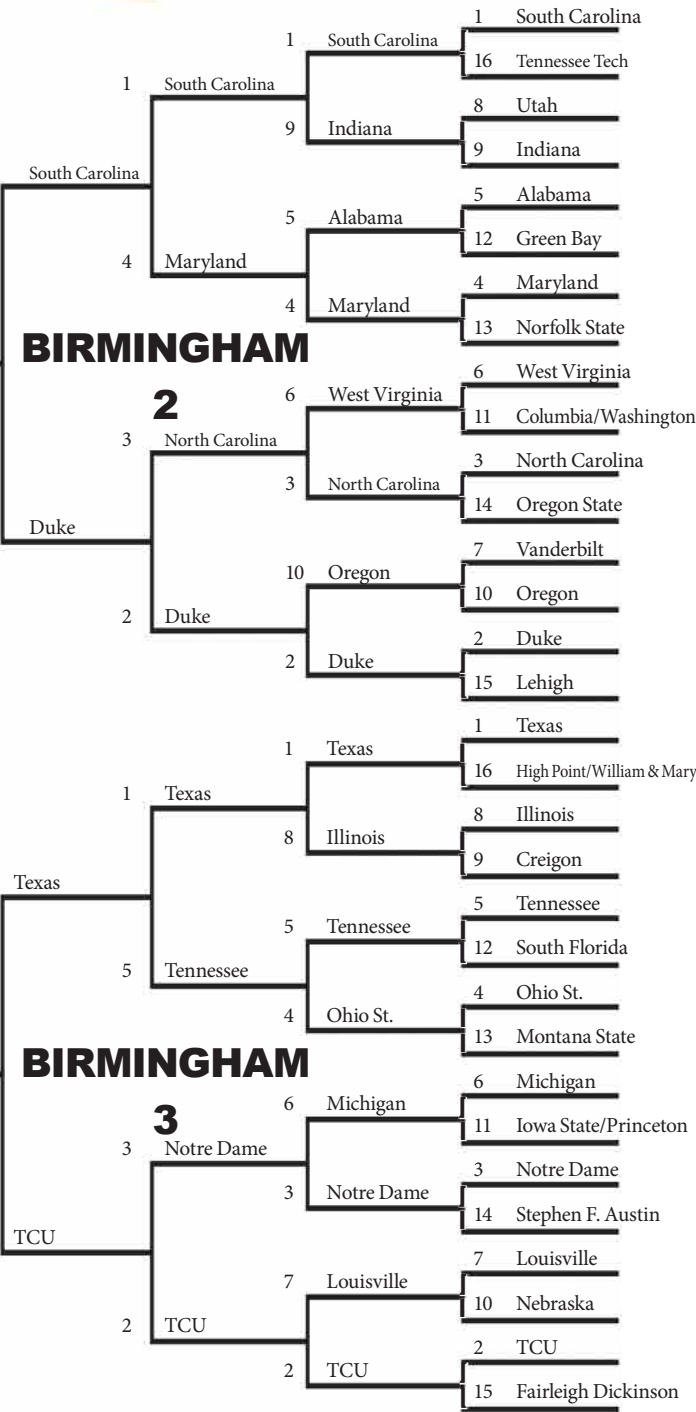 1 South Carolina
16 Tennessee Tech
8 Utah
9 Indiana
5 Alabama
12 Green Bay
4 Maryland
13 Norfolk State
6 West Virginia
11 Columbia/Washington
3 North Carolina
14 Oregon State
7 Vanderbilt
10 Oregon
2 Duke
15 Lehigh
1 South Carolina
9 Indiana
5 Alabama
4 Maryland
6 West Virginia
3 North Carolina
10 Oregon
2 Duke
1 South Carolina
4 Maryland
3 North Carolina
2 Duke
South Carolina
Duke
BIRMINGHAM
2
1 Texas
16 High Point/William & Mary
8 Illinois
9 Creigon
5 Tennessee
12 South Florida
4 Ohio St.
13 Montana State
6 Michigan
11 Iowa State/Princeton
3 Notre Dame
14 Stephen F. Austin
7 Louisville
10 Nebraska
2 TCU
15 Fairleigh Dickinson
1 Texas
8 Illinois
5 Tennessee
4 Ohio St.
6 Michigan
3 Notre Dame
7 Louisville
2 TCU
1 Texas
5 Tennessee
3 Notre Dame
2 TCU
Texas
TCU
BIRMINGHAM
3